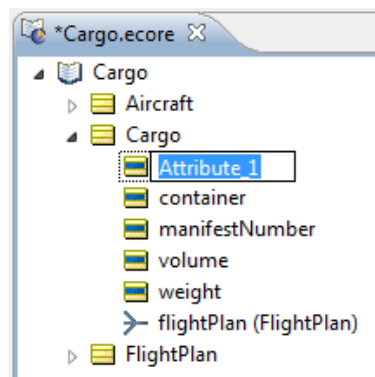 *Cargo.ecore
Cargo
Aircraft
Cargo
Attribute_1
container
manifestNumber
volume
weight
flightPlan (FlightPlan)
FlightPlan